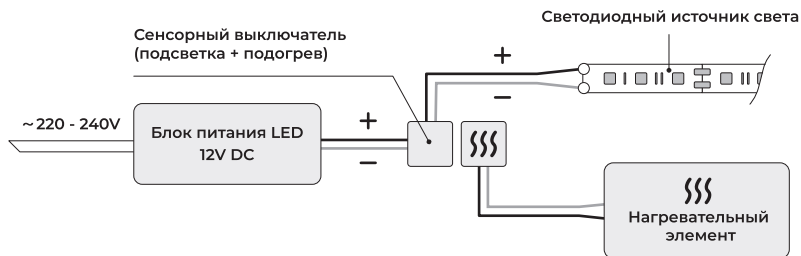 Светодиодный источник света
Сенсорный выключатель
(подсветка + подогрев)
+
−
~220 - 240V
Блок питания LED
12V DC
+
−
Нагревательный
элемент